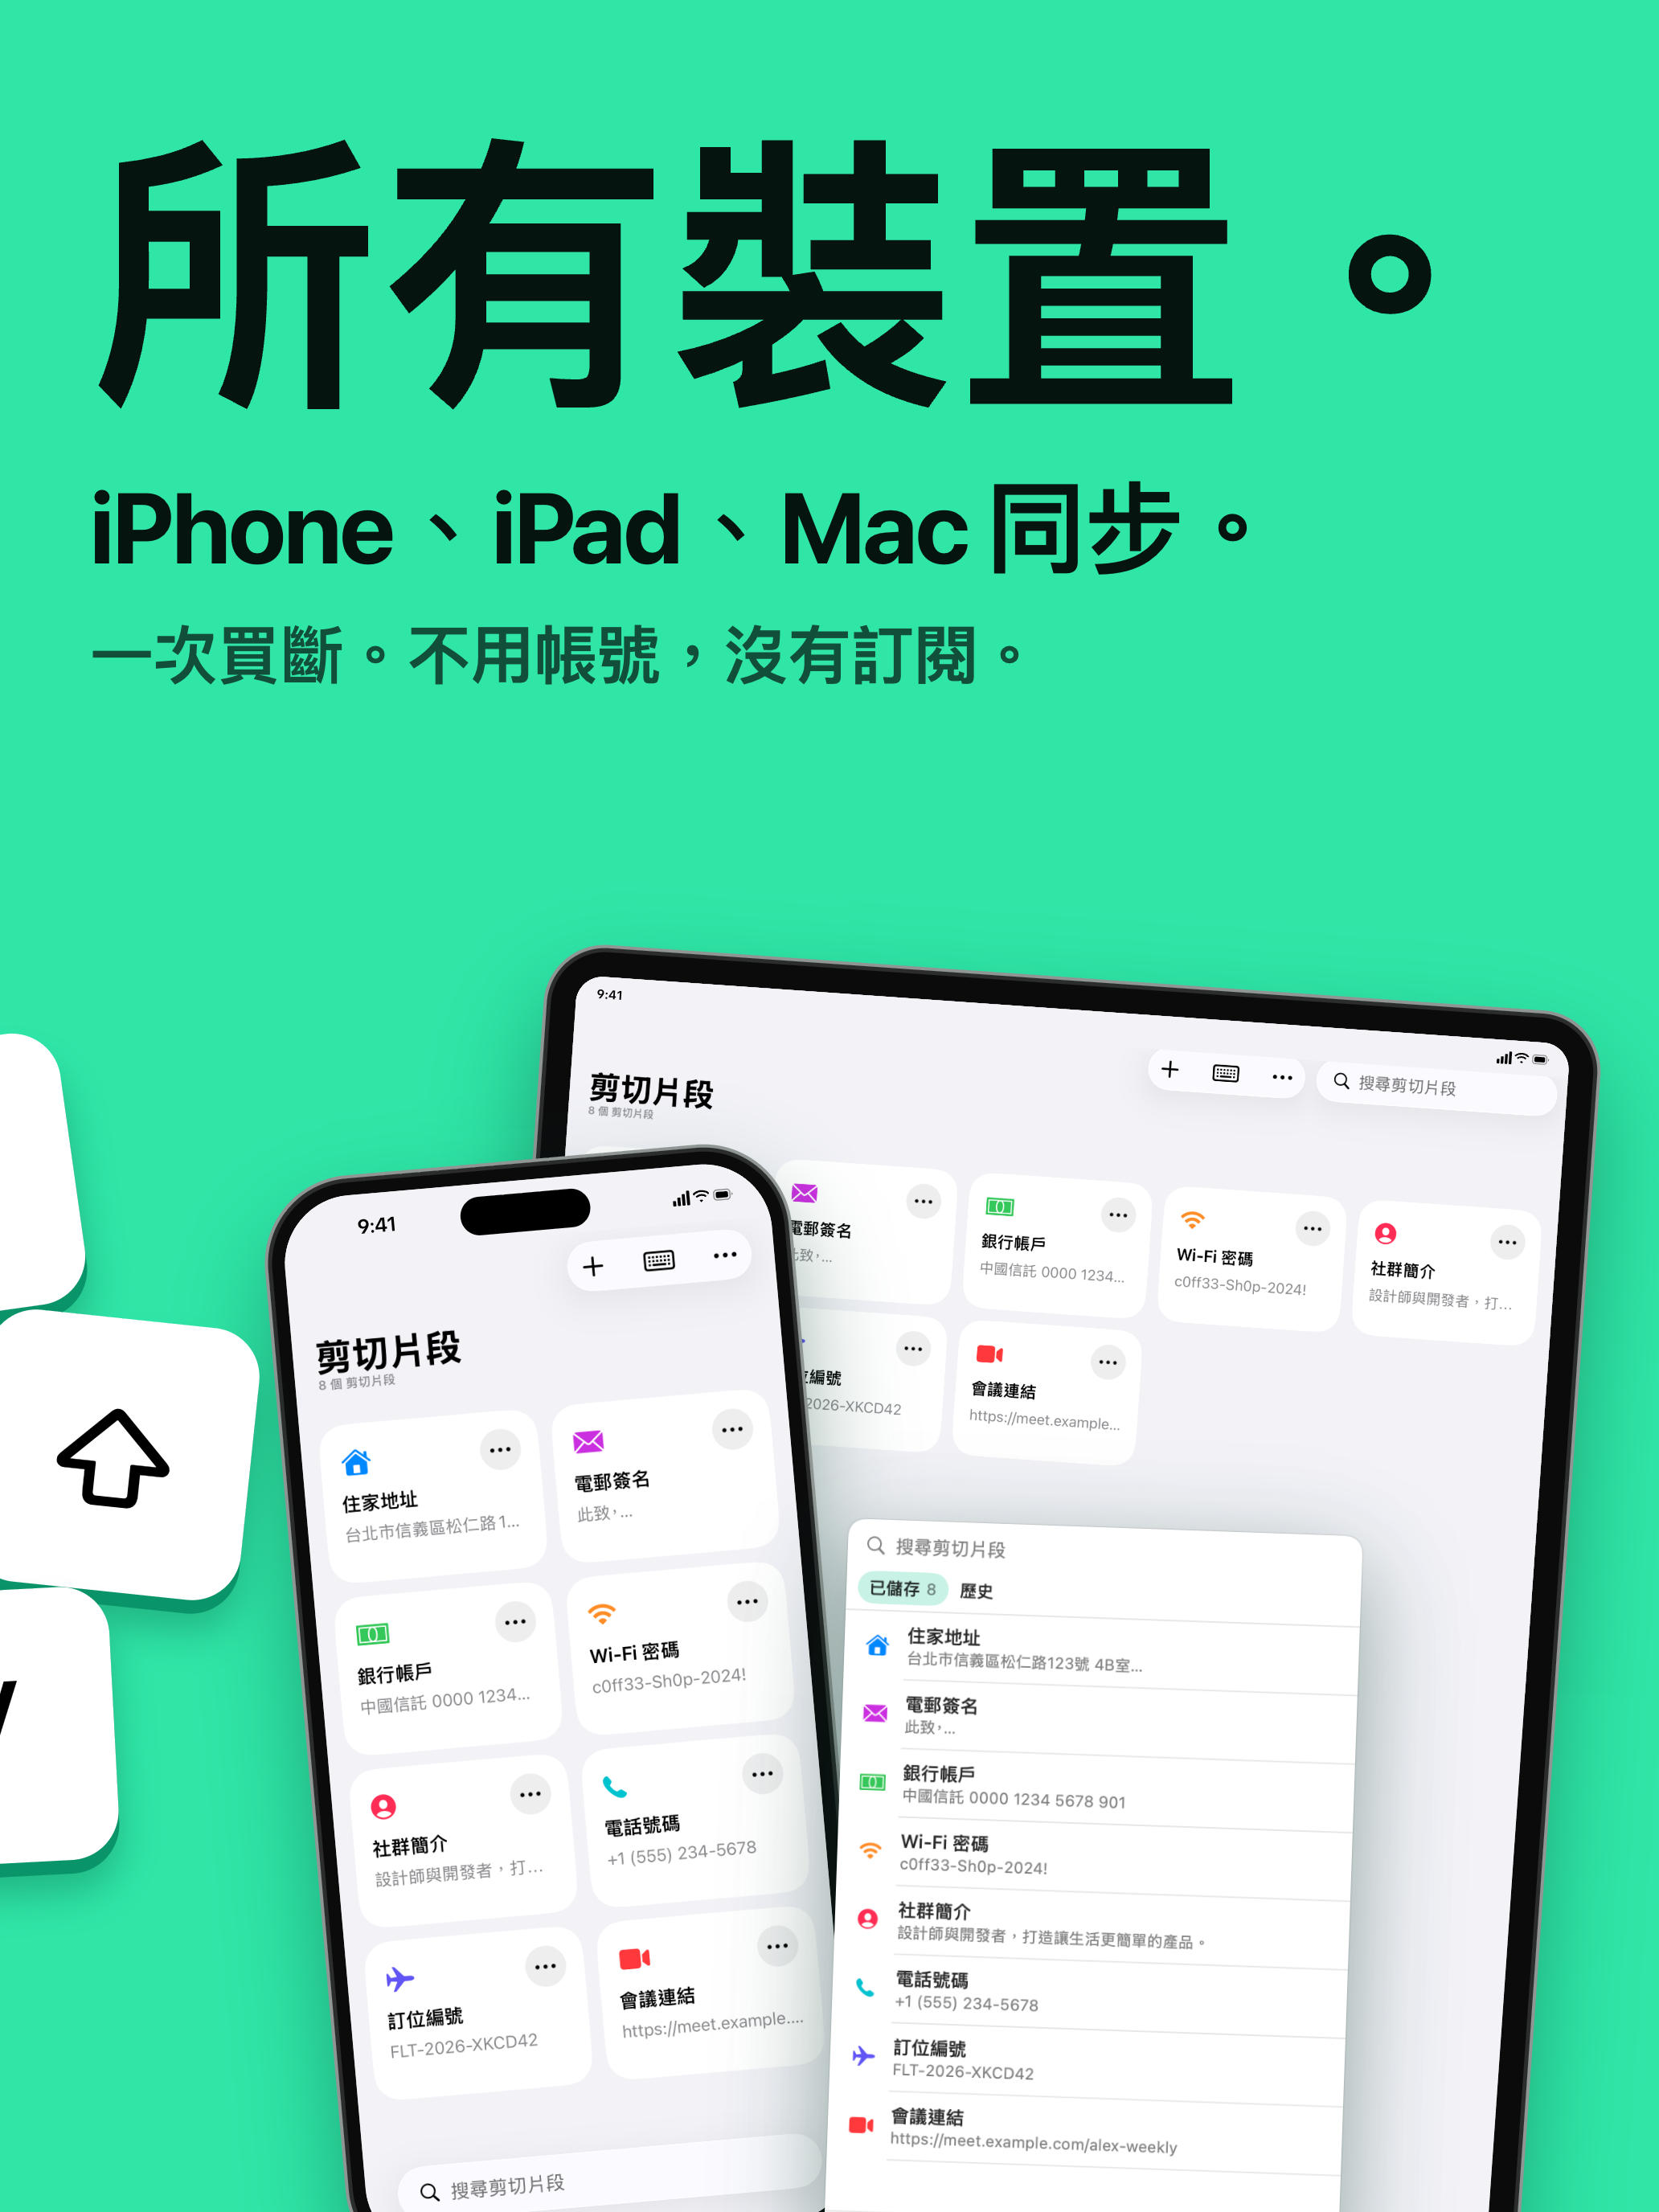 所有裝置。
iPhone、iPad、Mac 同步。
一次買斷。不用帳號，沒有訂閱。
9:41
剪切片段
8 個 剪切片段
搜尋剪切片段
電郵簽名
此致，...
銀行帳戶
中國信託 0000 1234...
Wi-Fi 密碼
c0ff33-Sh0p-2024!
社群簡介
設計師與開發者，打...
編號
2026-XKCD42
會議連結
https://meet.example...
9:41
剪切片段
8 個 剪切片段
住家地址
台北市信義區松仁路1...
電郵簽名
此致，...
銀行帳戶
中國信託 0000 1234...
Wi-Fi 密碼
c0ff33-Sh0p-2024!
社群簡介
設計師與開發者，打...
電話號碼
+1 (555) 234-5678
訂位編號
FLT-2026-XKCD42
會議連結
https://meet.example....
搜尋剪切片段
搜尋剪切片段
已儲存 8 歷史
住家地址
台北市信義區松仁路123號 4B室...
電郵簽名
此致，...
銀行帳戶
中國信託 0000 1234 5678 901
Wi-Fi 密碼
c0ff33-Sh0p-2024!
社群簡介
設計師與開發者，打造讓生活更簡單的產品。
電話號碼
+1 (555) 234-5678
訂位編號
FLT-2026-XKCD42
會議連結
https://meet.example.com/alex-weekly